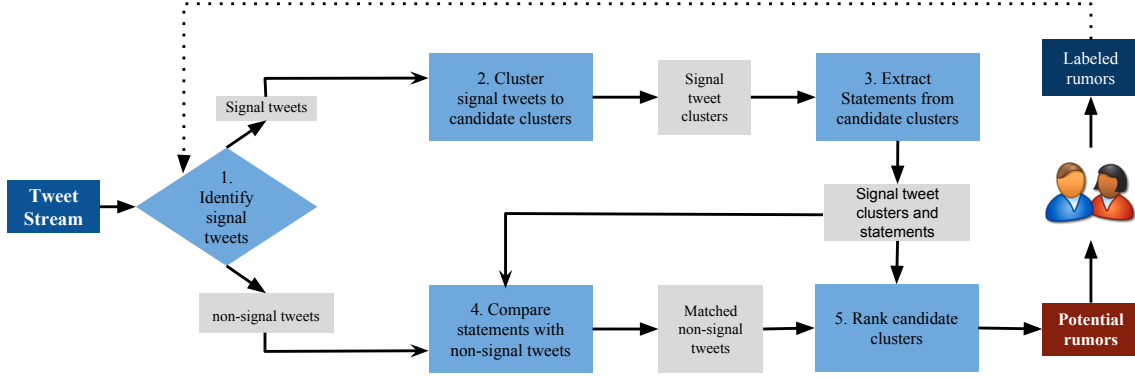 Tweet
Stream
1.
Identify
signal
tweets
Signal tweets
2. Cluster
signal tweets to
candidate clusters
Signal
tweet
clusters
3. Extract
Statements from
candidate clusters
Labeled
rumors
Signal tweet
clusters and
statements
non-signal tweets
4. Compare
statements with
non-signal tweets
Matched
non-signal
tweets
5. Rank candidate
clusters
Potential
rumors